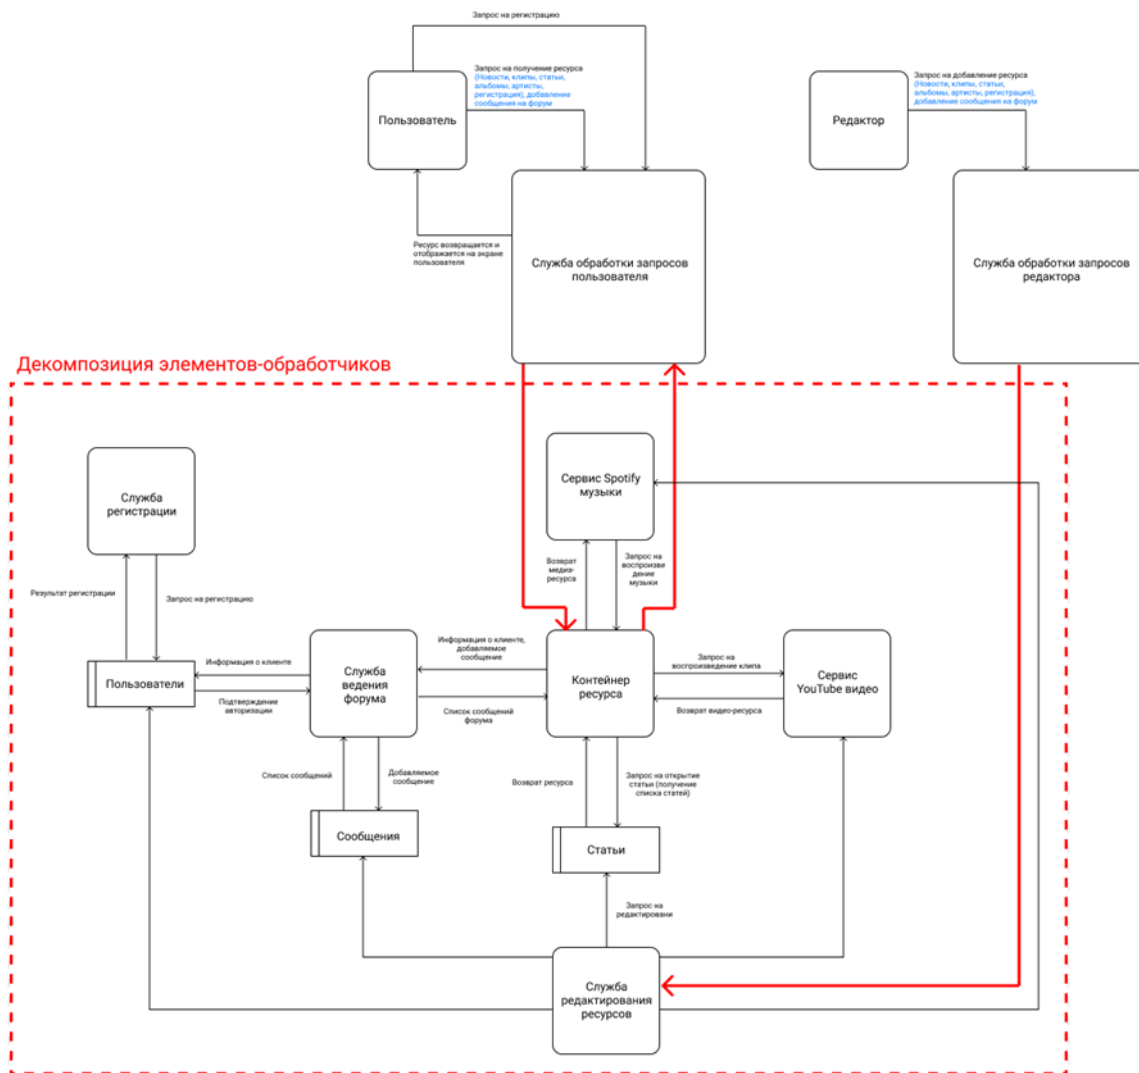 Запрос на регистрацию
Запрос на получение ресурса
(Новости, клипы, статьи,
альбомы, артисты,
регистрация), добавление
сообщения на форум
Пользователь
Запрос на добавление ресурса
(Новости, клипы, статьи,
альбомы, артисты, регистрация),
добавление сообщения на форум
Редактор
Ресурс возвращается и
отображается на экране
пользователя
Служба обработки запросов
пользователя
Служба обработки запросов
редактора
Декомпозиция элементов-обработчиков
Служба
регистрации
Сервис Spotify
музыки
Возврат
медиа-
ресурса
Запрос на
воспроизве
дение
музыки
Результат регистрации
Запрос на регистрацию
Пользователи
Информация о клиенте
Подтверждение
авторизации
Служба
ведения
форума
Информация о клиенте,
добавляемое
сообщение
Список сообщений
форума
Контейнер
ресурса
Запрос на
воспроизведение клипа
Возврат видео-ресурса
Сервис
YouTube видео
Список сообщений
Добавляемое
сообщение
Возврат ресурса
Запрос на открытие
статьи (получение
списка статей)
Сообщения
Статьи
Запрос на
редактировани
Служба
редактирования
ресурсов